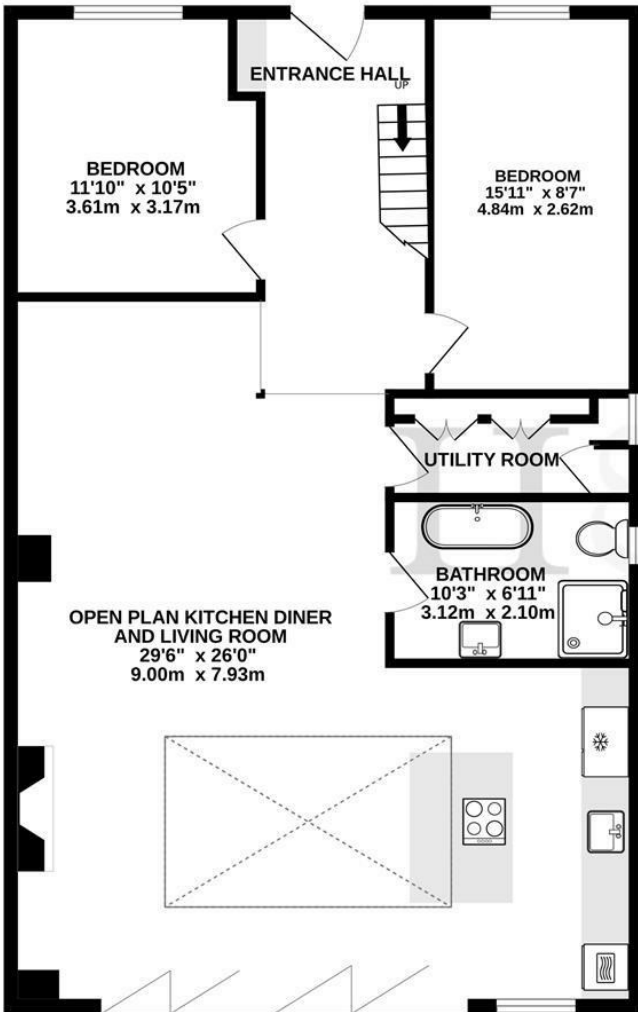 ENTRANCE HALL
UP
BEDROOM
11'10" x 10'5"
3.61m x 3.17m
BEDROOM
15'11" x 8'7"
4.84m x 2.62m
UTILITY ROOM
BATHROOM
10'3" x 6'11"
3.12m x 2.10m
OPEN PLAN KITCHEN DINER
AND LIVING ROOM
29'6" x 26'0"
9.00m x 7.93m